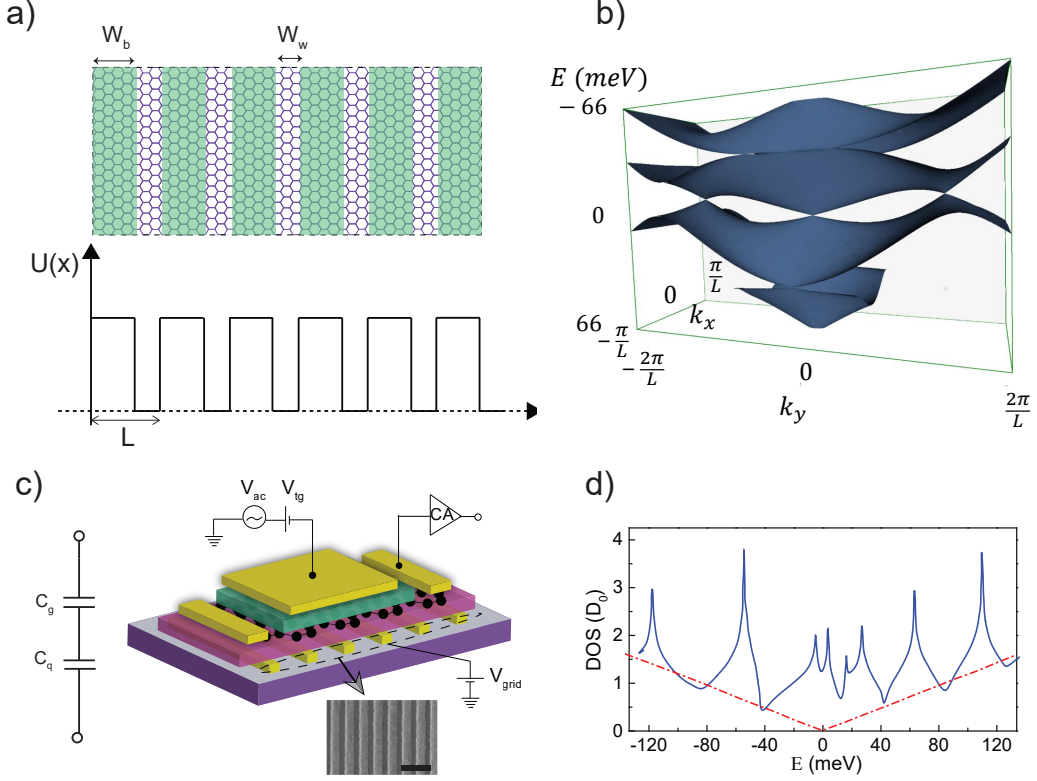 a)
W_b
W_w
U(x)
L
b)
E (meV)
- 66
0
66
-π/L
0
π/L
k_x
-2π/L
0
2π/L
k_y
c)
C_g
C_q
V_ac
V_tg
CA
V_grid
d)
DOS (D_0)
4
3
2
1
0
-120 -80 -40 0 40 80 120
E (meV)